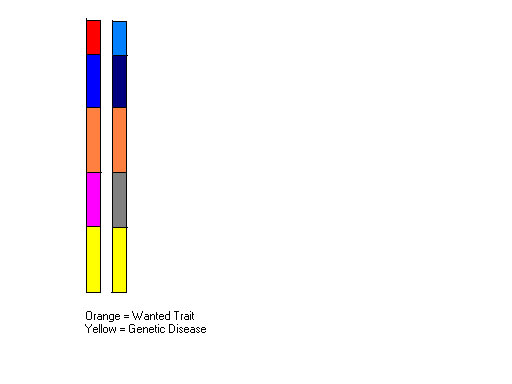 Orange = Wanted Trait
Yellow = Genetic Disease